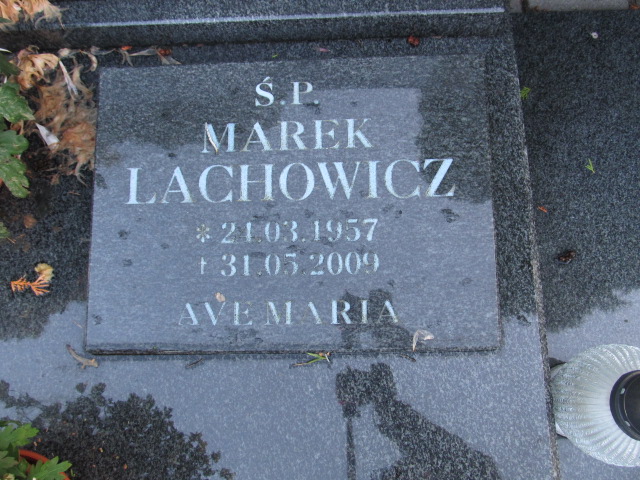 Ś.P.
MAREK
LACHOWICZ
* 24.03.1957
† 31.05.2009
AVE MARIA